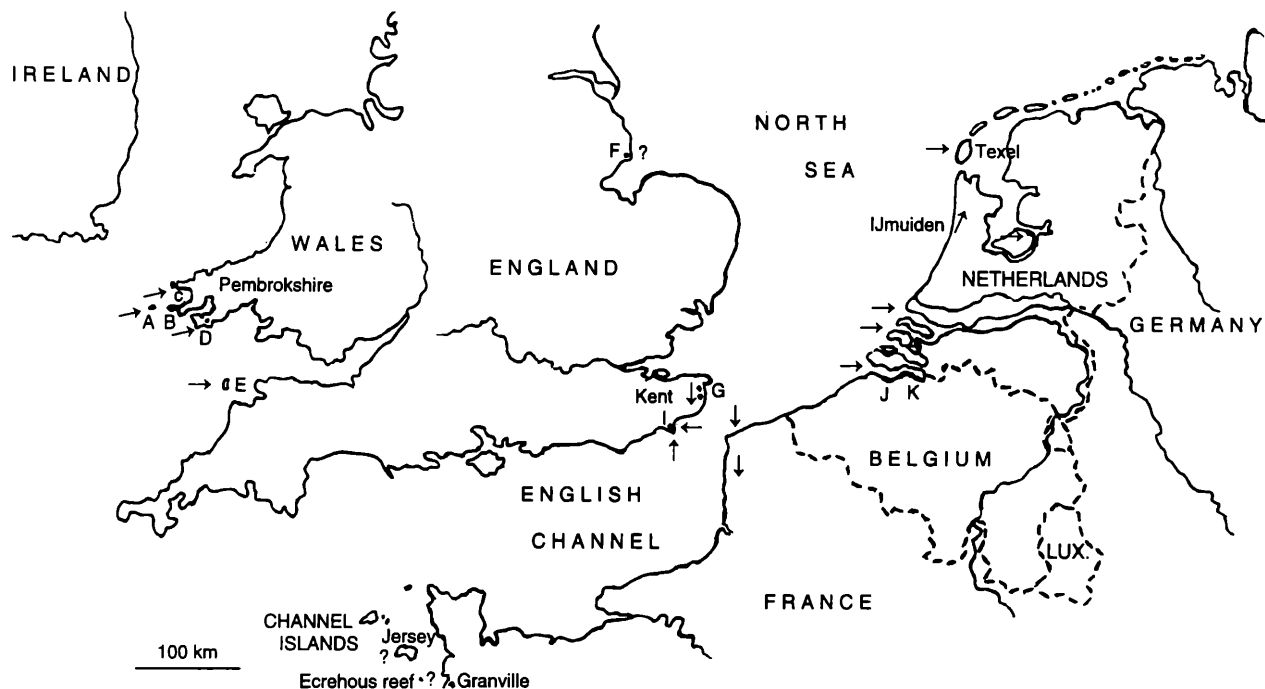 IRELAND
NORTH
SEA
F ?
Texel
IJmuiden
WALES
ENGLAND
NETHERLANDS
Pembrokshire
C
A B
D
GERMANY
E
Kent G
J K
BELGIUM
ENGLISH
CHANNEL
LUX.
FRANCE
CHANNEL
ISLANDS
Jersey
?
100 km
Ecrehous reef ? Granville